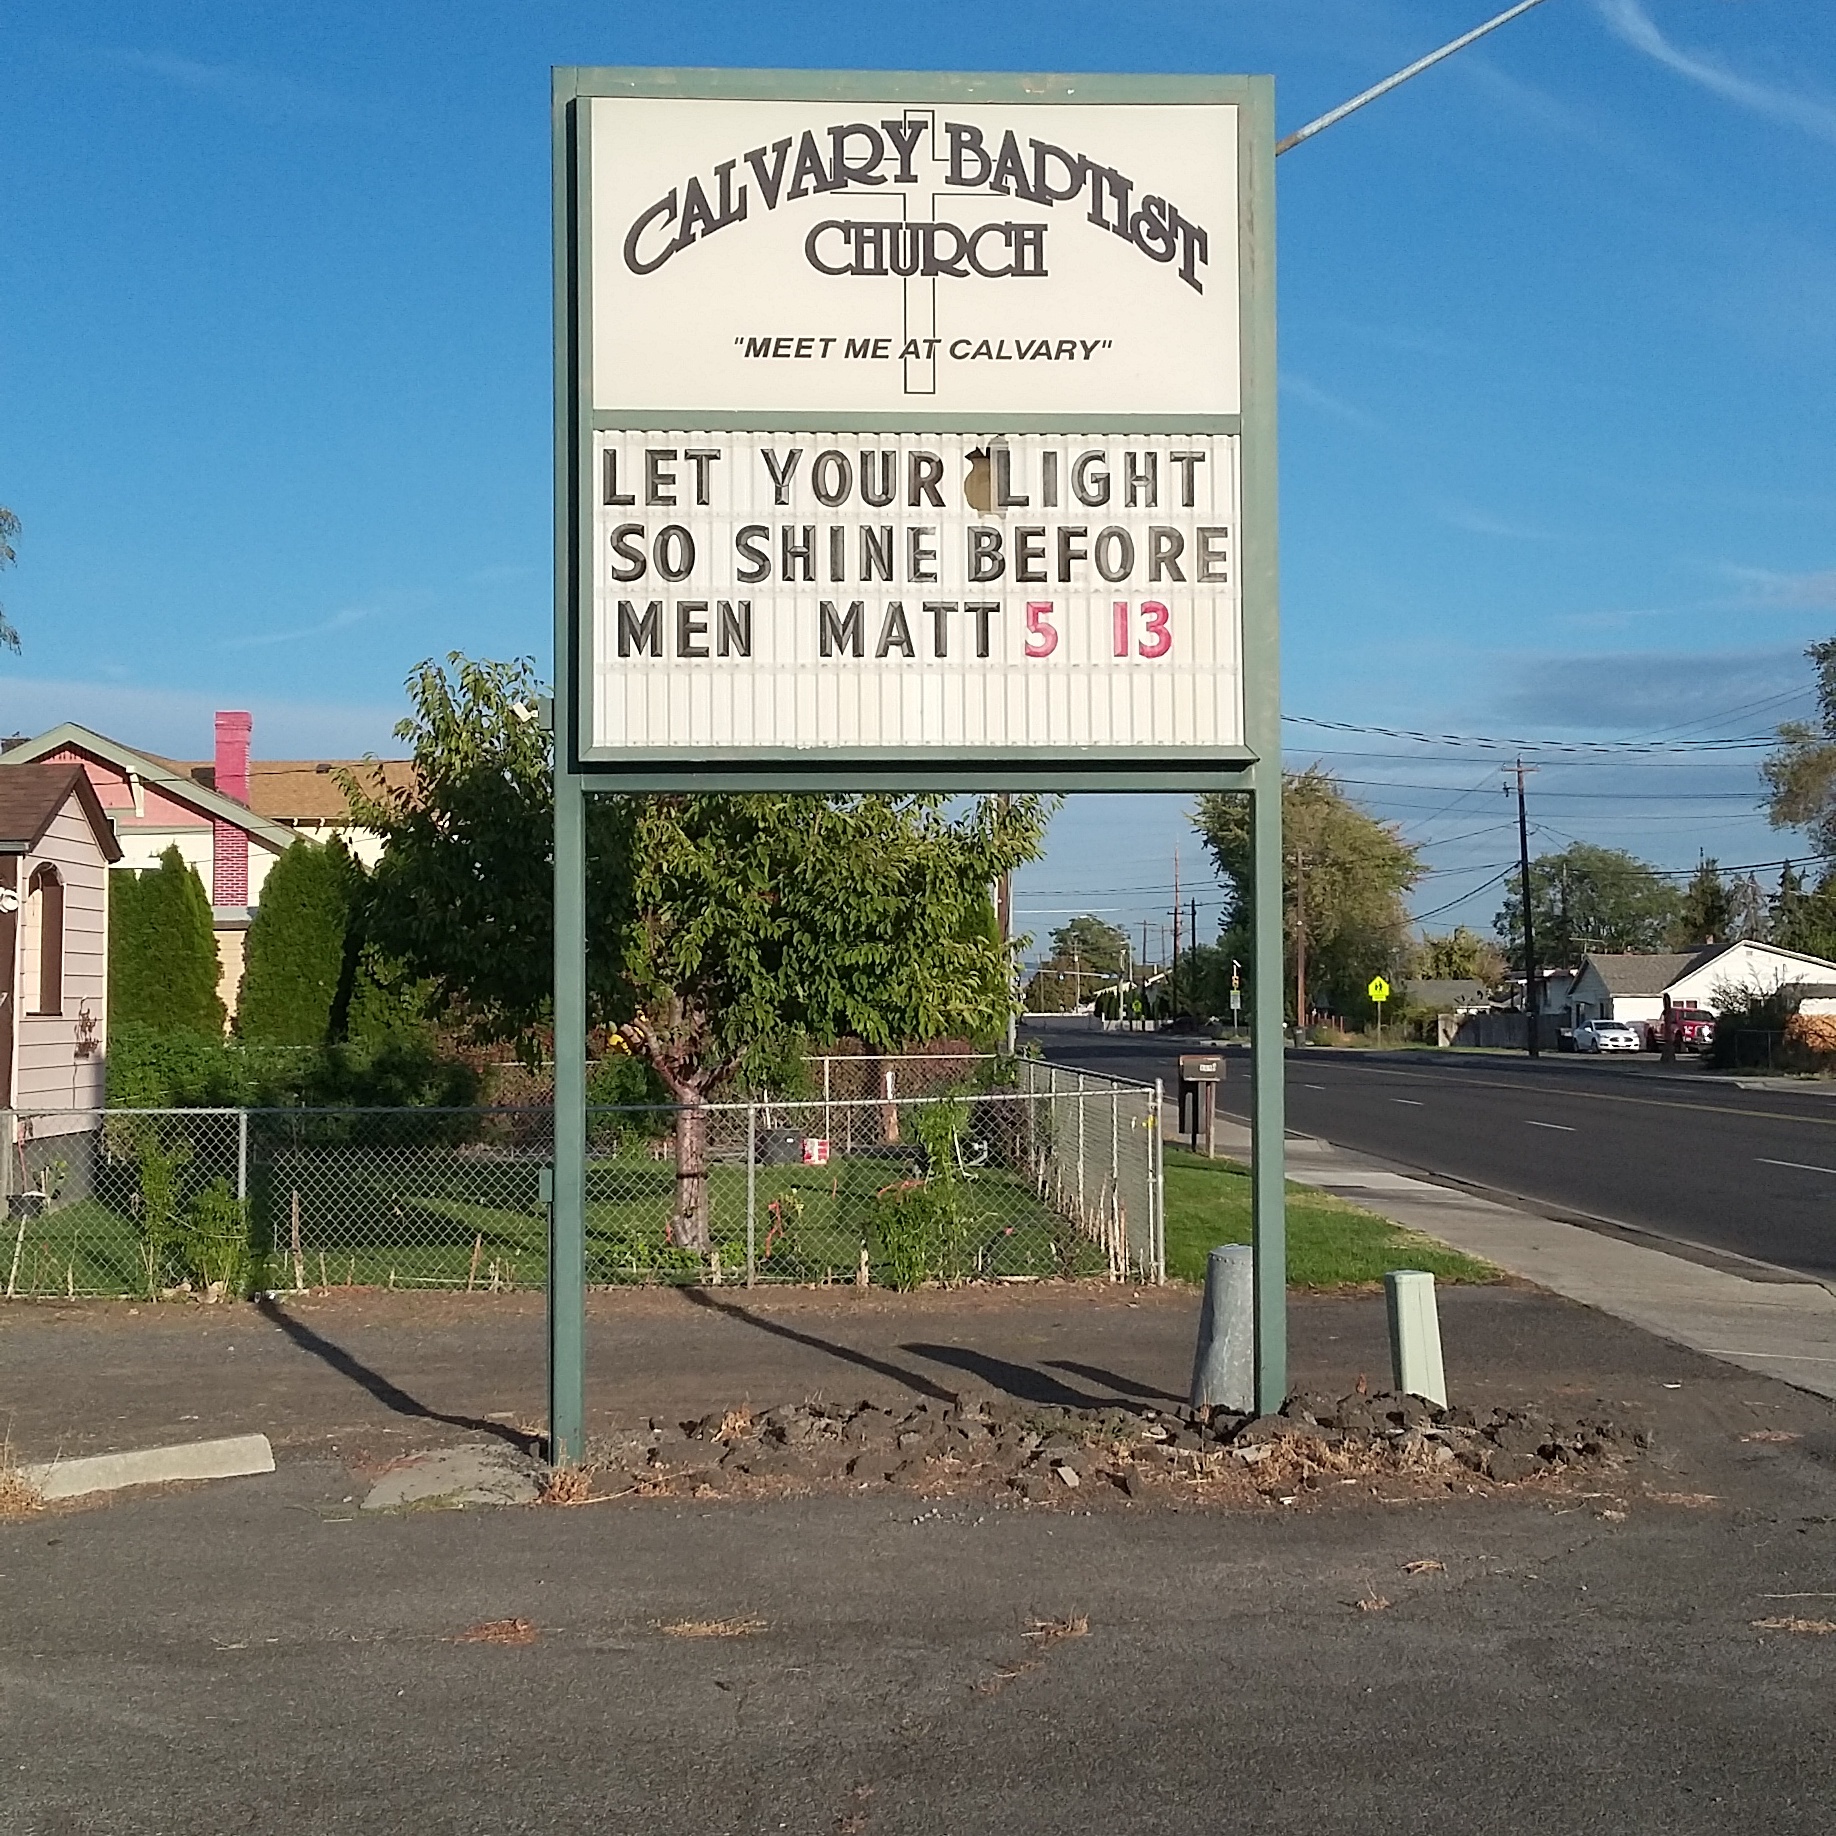 CALVARY BAPTIST
CHURCH
"MEET ME AT CALVARY"
LET YOUR LIGHT
SO SHINE BEFORE
MEN MATT 5 13